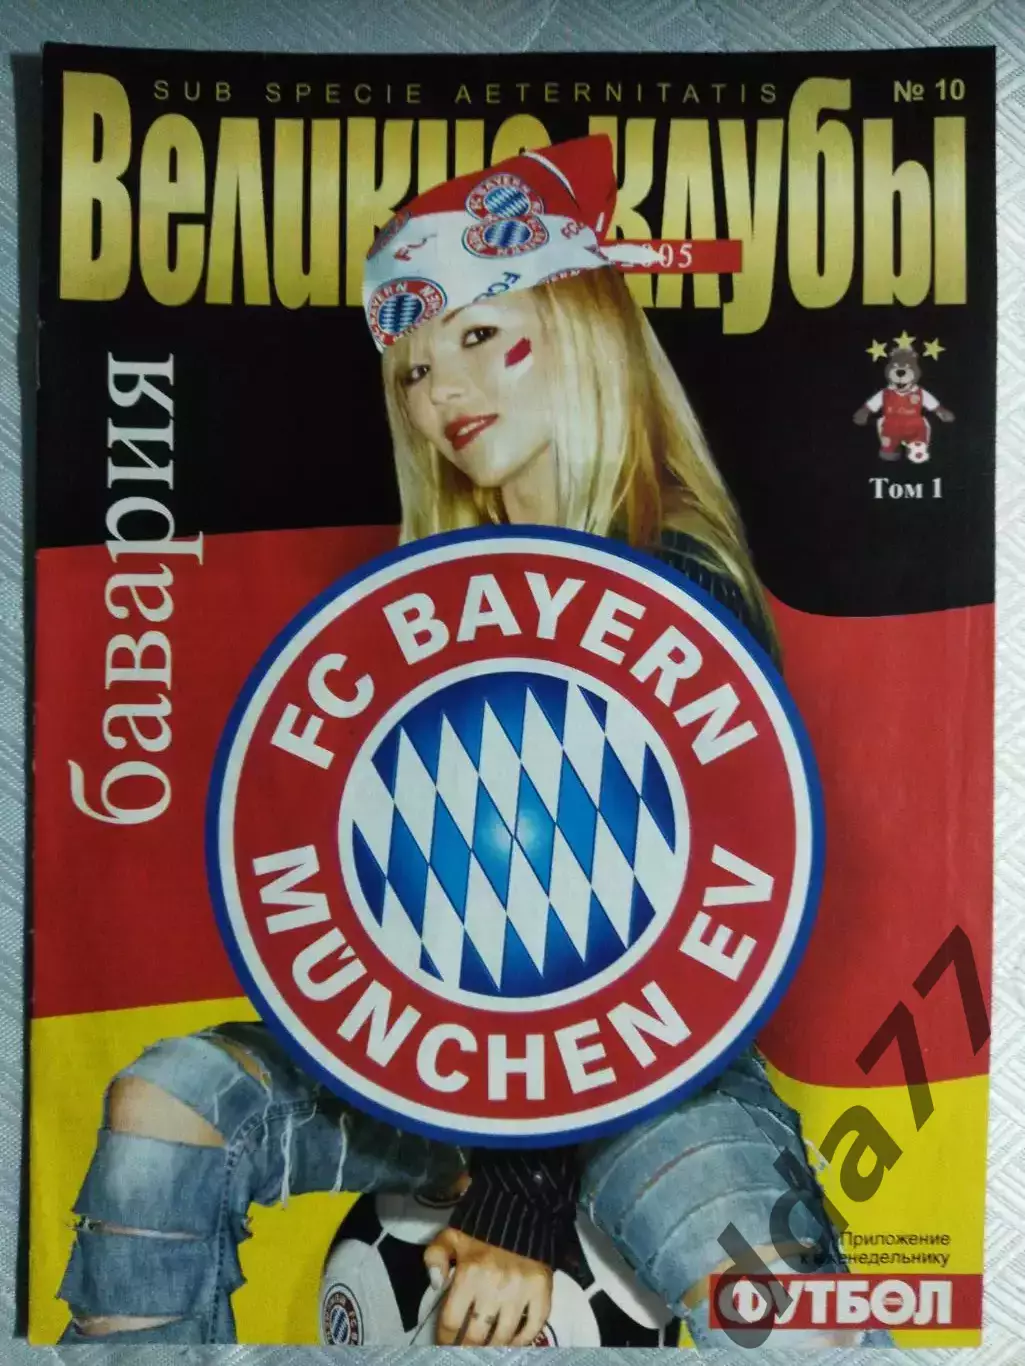 SUB SPECIE AETERNITATIS
№ 10
Великие клубы
2005
бавария
Том 1
FC BAYERN
MÜNCHEN EV
Приложение
к еженедельнику
ФУТБОЛ
dda77